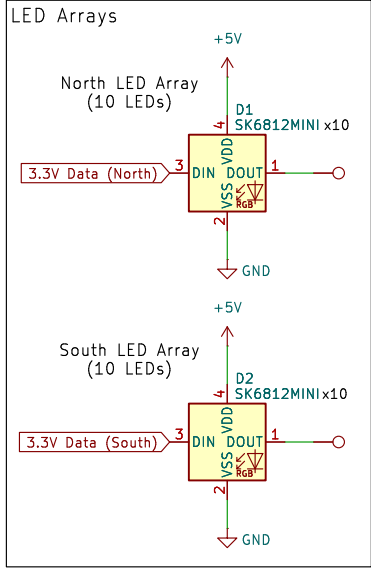 LED Arrays
+5V
North LED Array
(10 LEDs)
4
D1
SK6812MINI x10
VDD
3.3V Data (North)
3
DIN
DOUT
1
VSS
RGB
2
GND
+5V
South LED Array
(10 LEDs)
4
D2
SK6812MINI x10
VDD
3.3V Data (South)
3
DIN
DOUT
1
VSS
RGB
2
GND